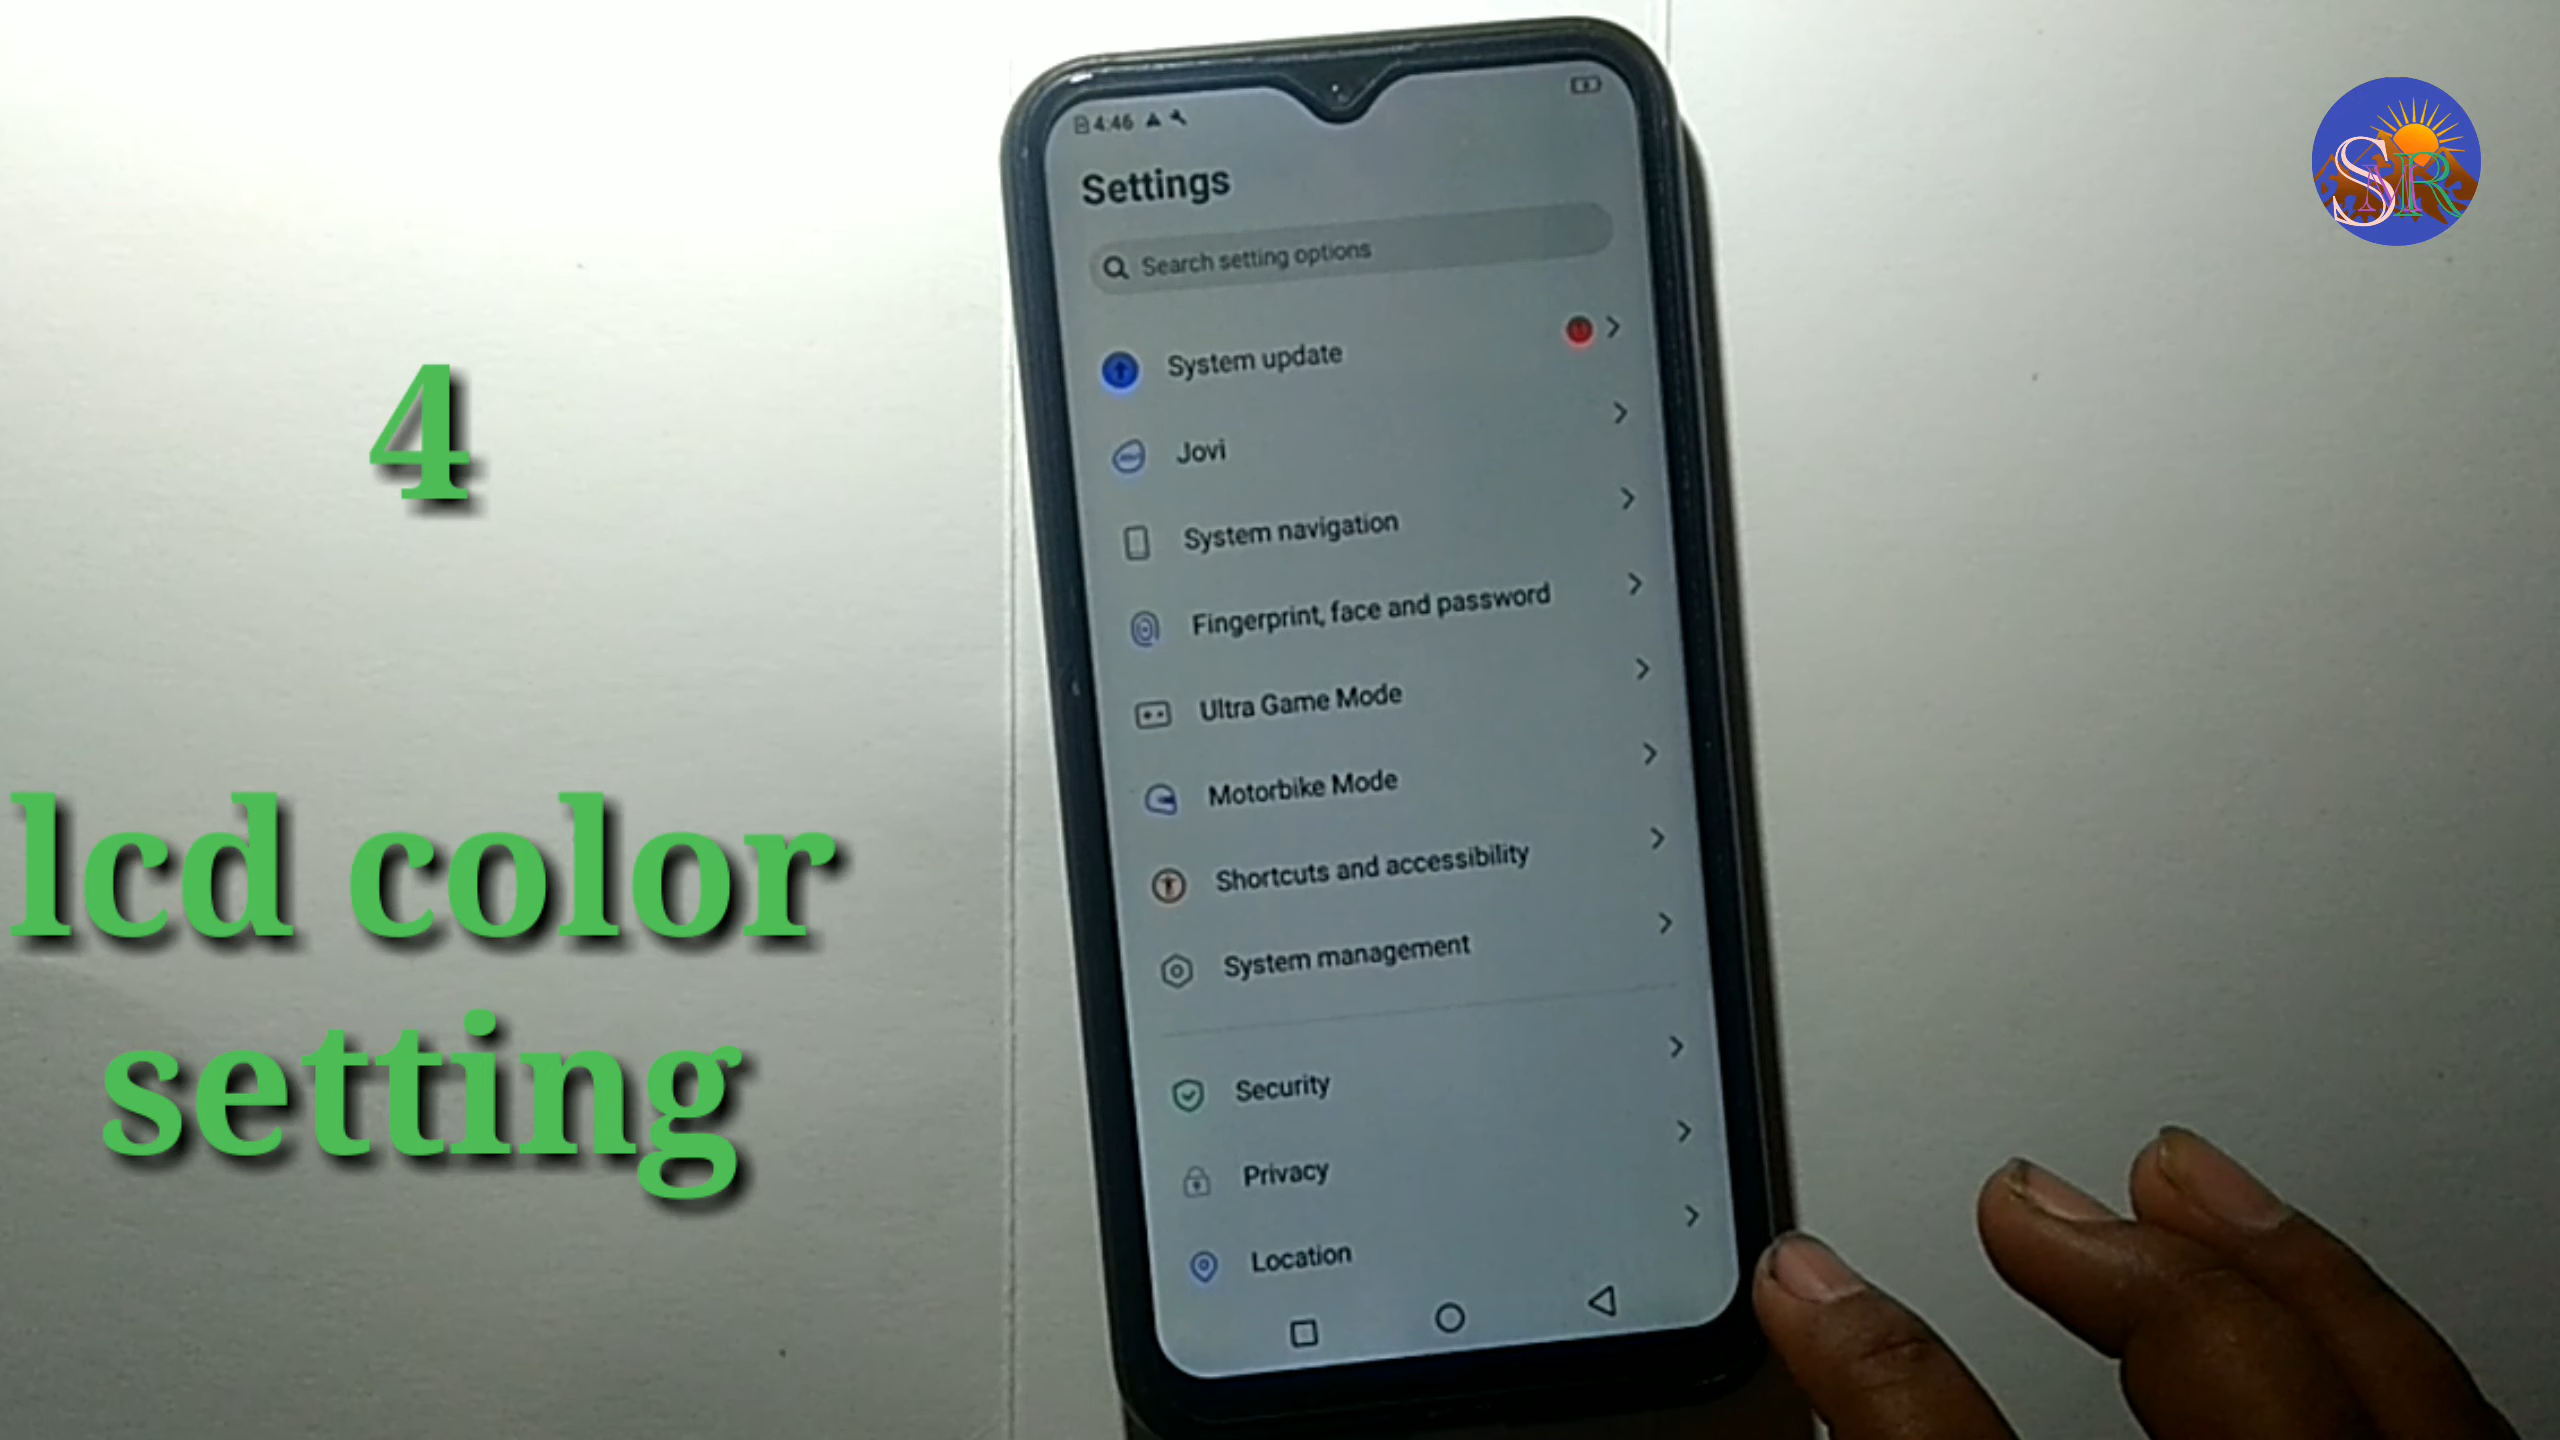 4
lcd color
setting
4:46
Settings
Search setting options
System update
Jovi
System navigation
Fingerprint, face and password
Ultra Game Mode
Motorbike Mode
Shortcuts and accessibility
System management
Security
Privacy
Location